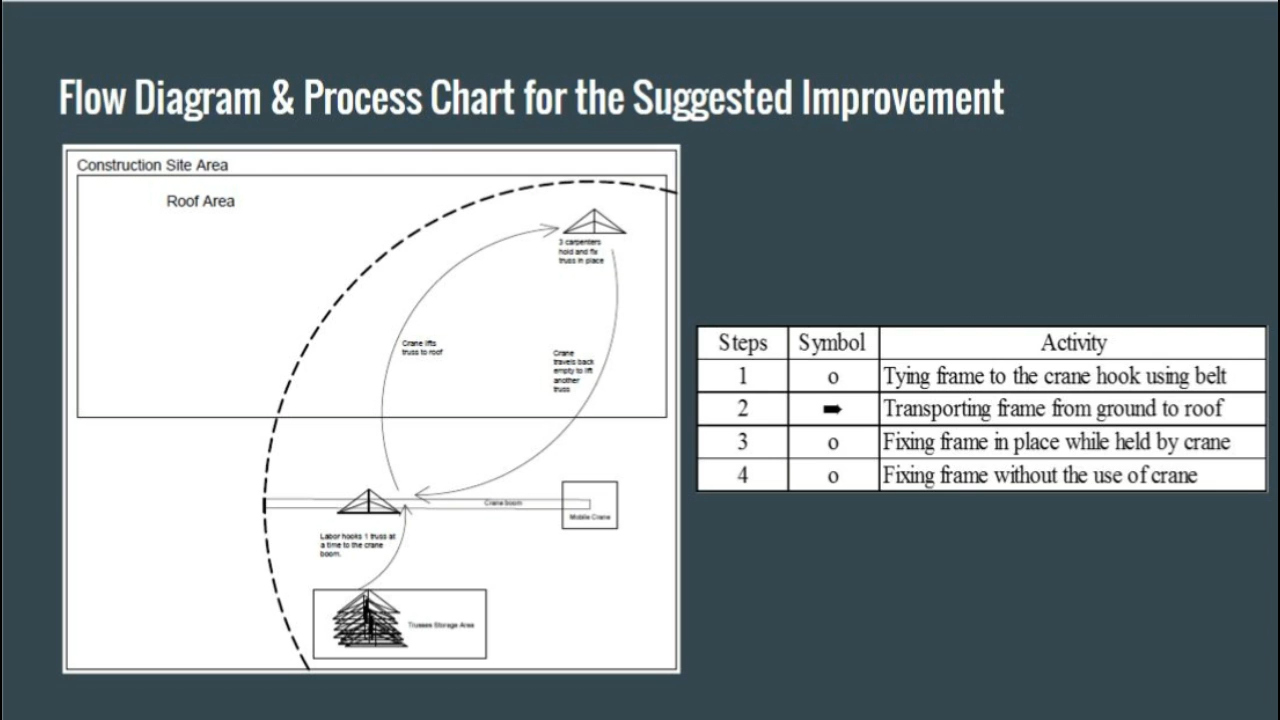 Flow Diagram & Process Chart for the Suggested Improvement
Construction Site Area
Roof Area
3 carpenters
hold and fix
truss in place
Crane lifts
truss to roof
Crane
travels back
empty to lift
another
truss
Crane boom
Mobile Crane
Labor hooks 1 truss at
a time to the crane
boom.
Trusses Storage Area
Steps Symbol Activity
1 o Tying frame to the crane hook using belt
2 ➡ Transporting frame from ground to roof
3 o Fixing frame in place while held by crane
4 o Fixing frame without the use of crane